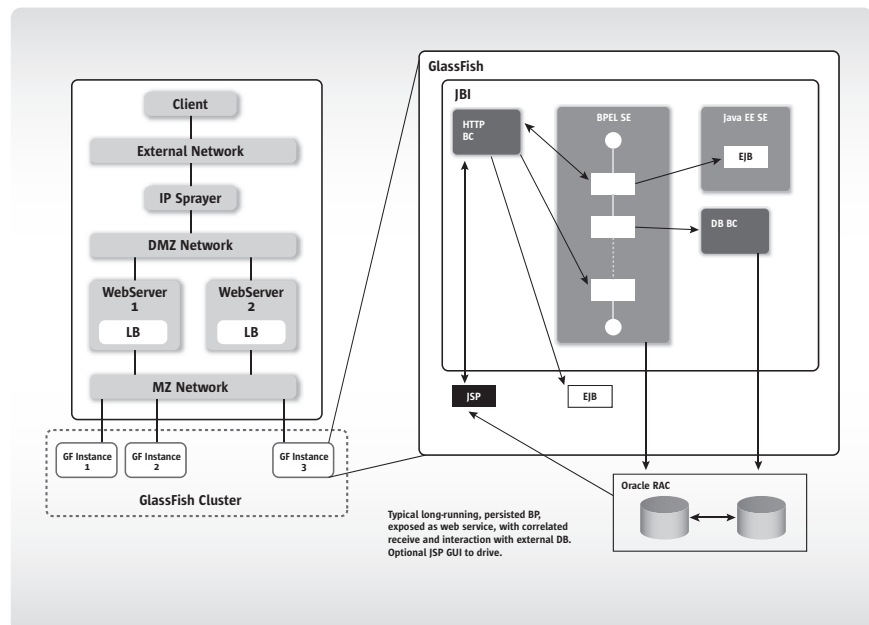 Client
External Network
IP Sprayer
DMZ Network
WebServer
1
LB
WebServer
2
LB
MZ Network
GF Instance
1
GF Instance
2
GF Instance
3
GlassFish Cluster
GlassFish
JBI
HTTP
BC
BPEL SE
Java EE SE
EJB
DB BC
JSP
EJB
Oracle RAC
Typical long-running, persisted BP,
exposed as web service, with correlated
receive and interaction with external DB.
Optional JSP GUI to drive.